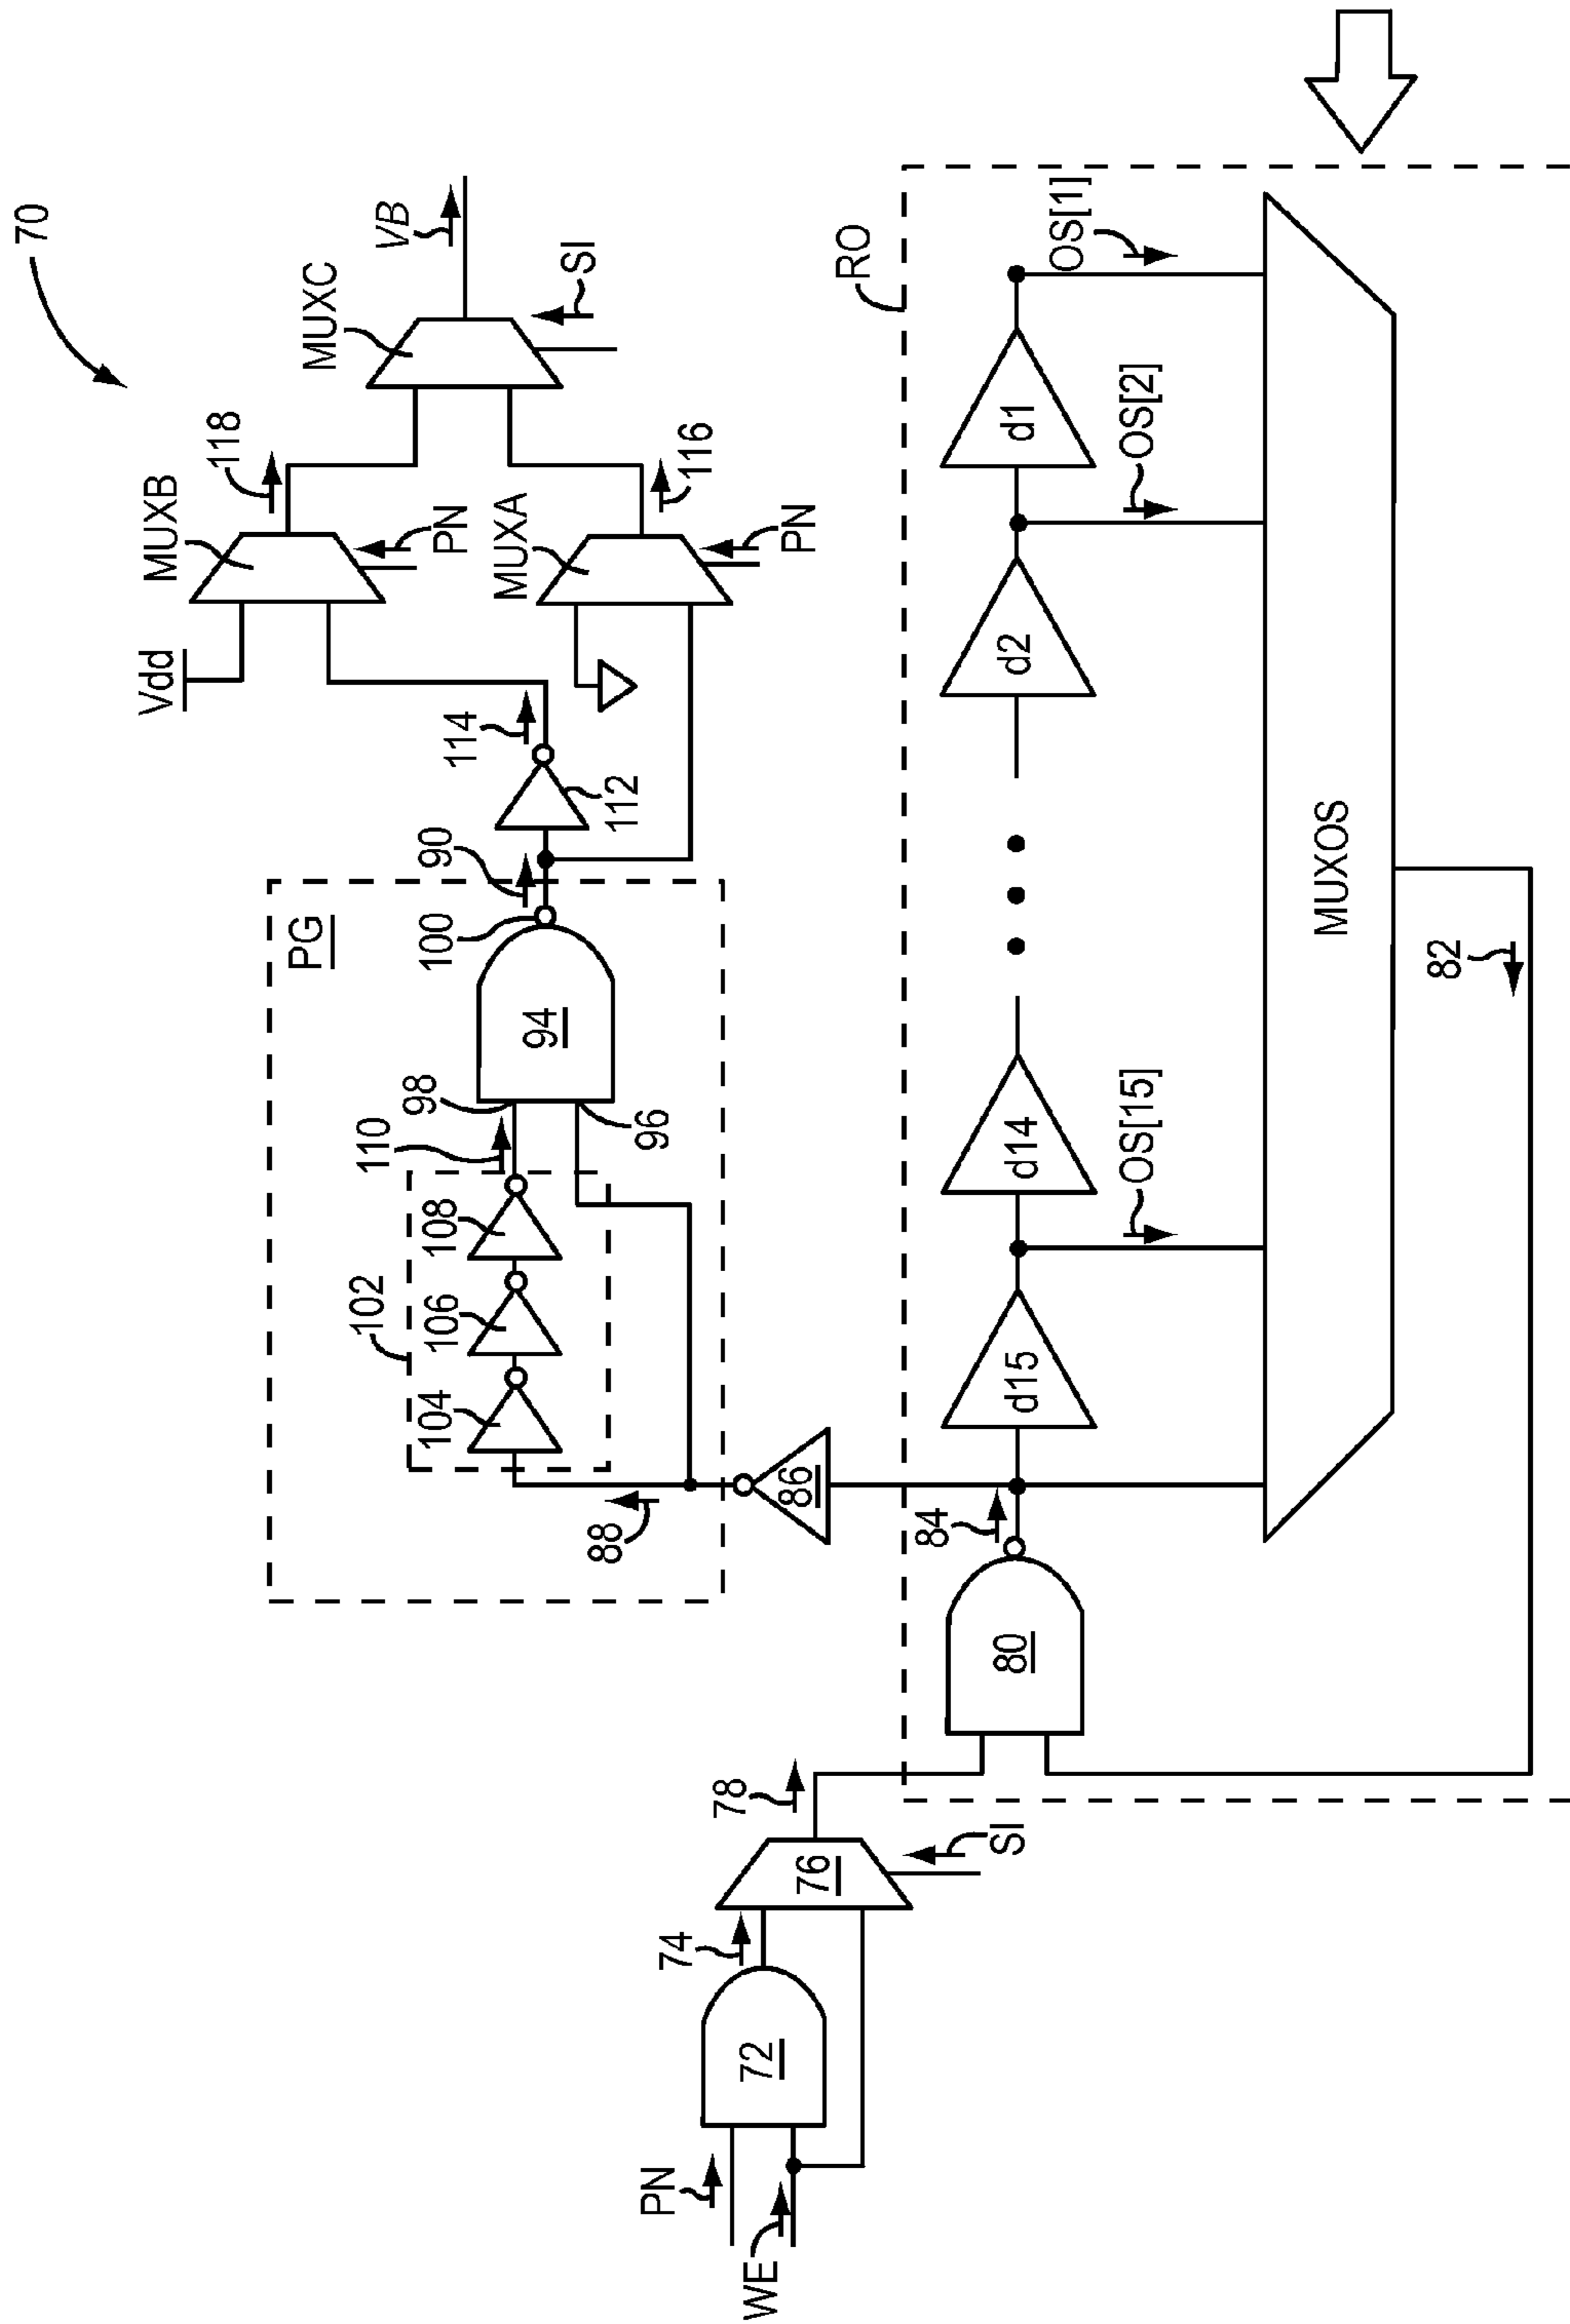 70
VB
MUXC
SI
118
MUXB
PN
116
MUXA
PN
Vdd
114
112
90
PG
100
94
98
96
110
102
108
106
104
88
86
RO
OS[1]
d1
OS[2]
d2
d14
OS[15]
d15
MUXOS
82
84
80
78
76
SI
74
72
PN
WE